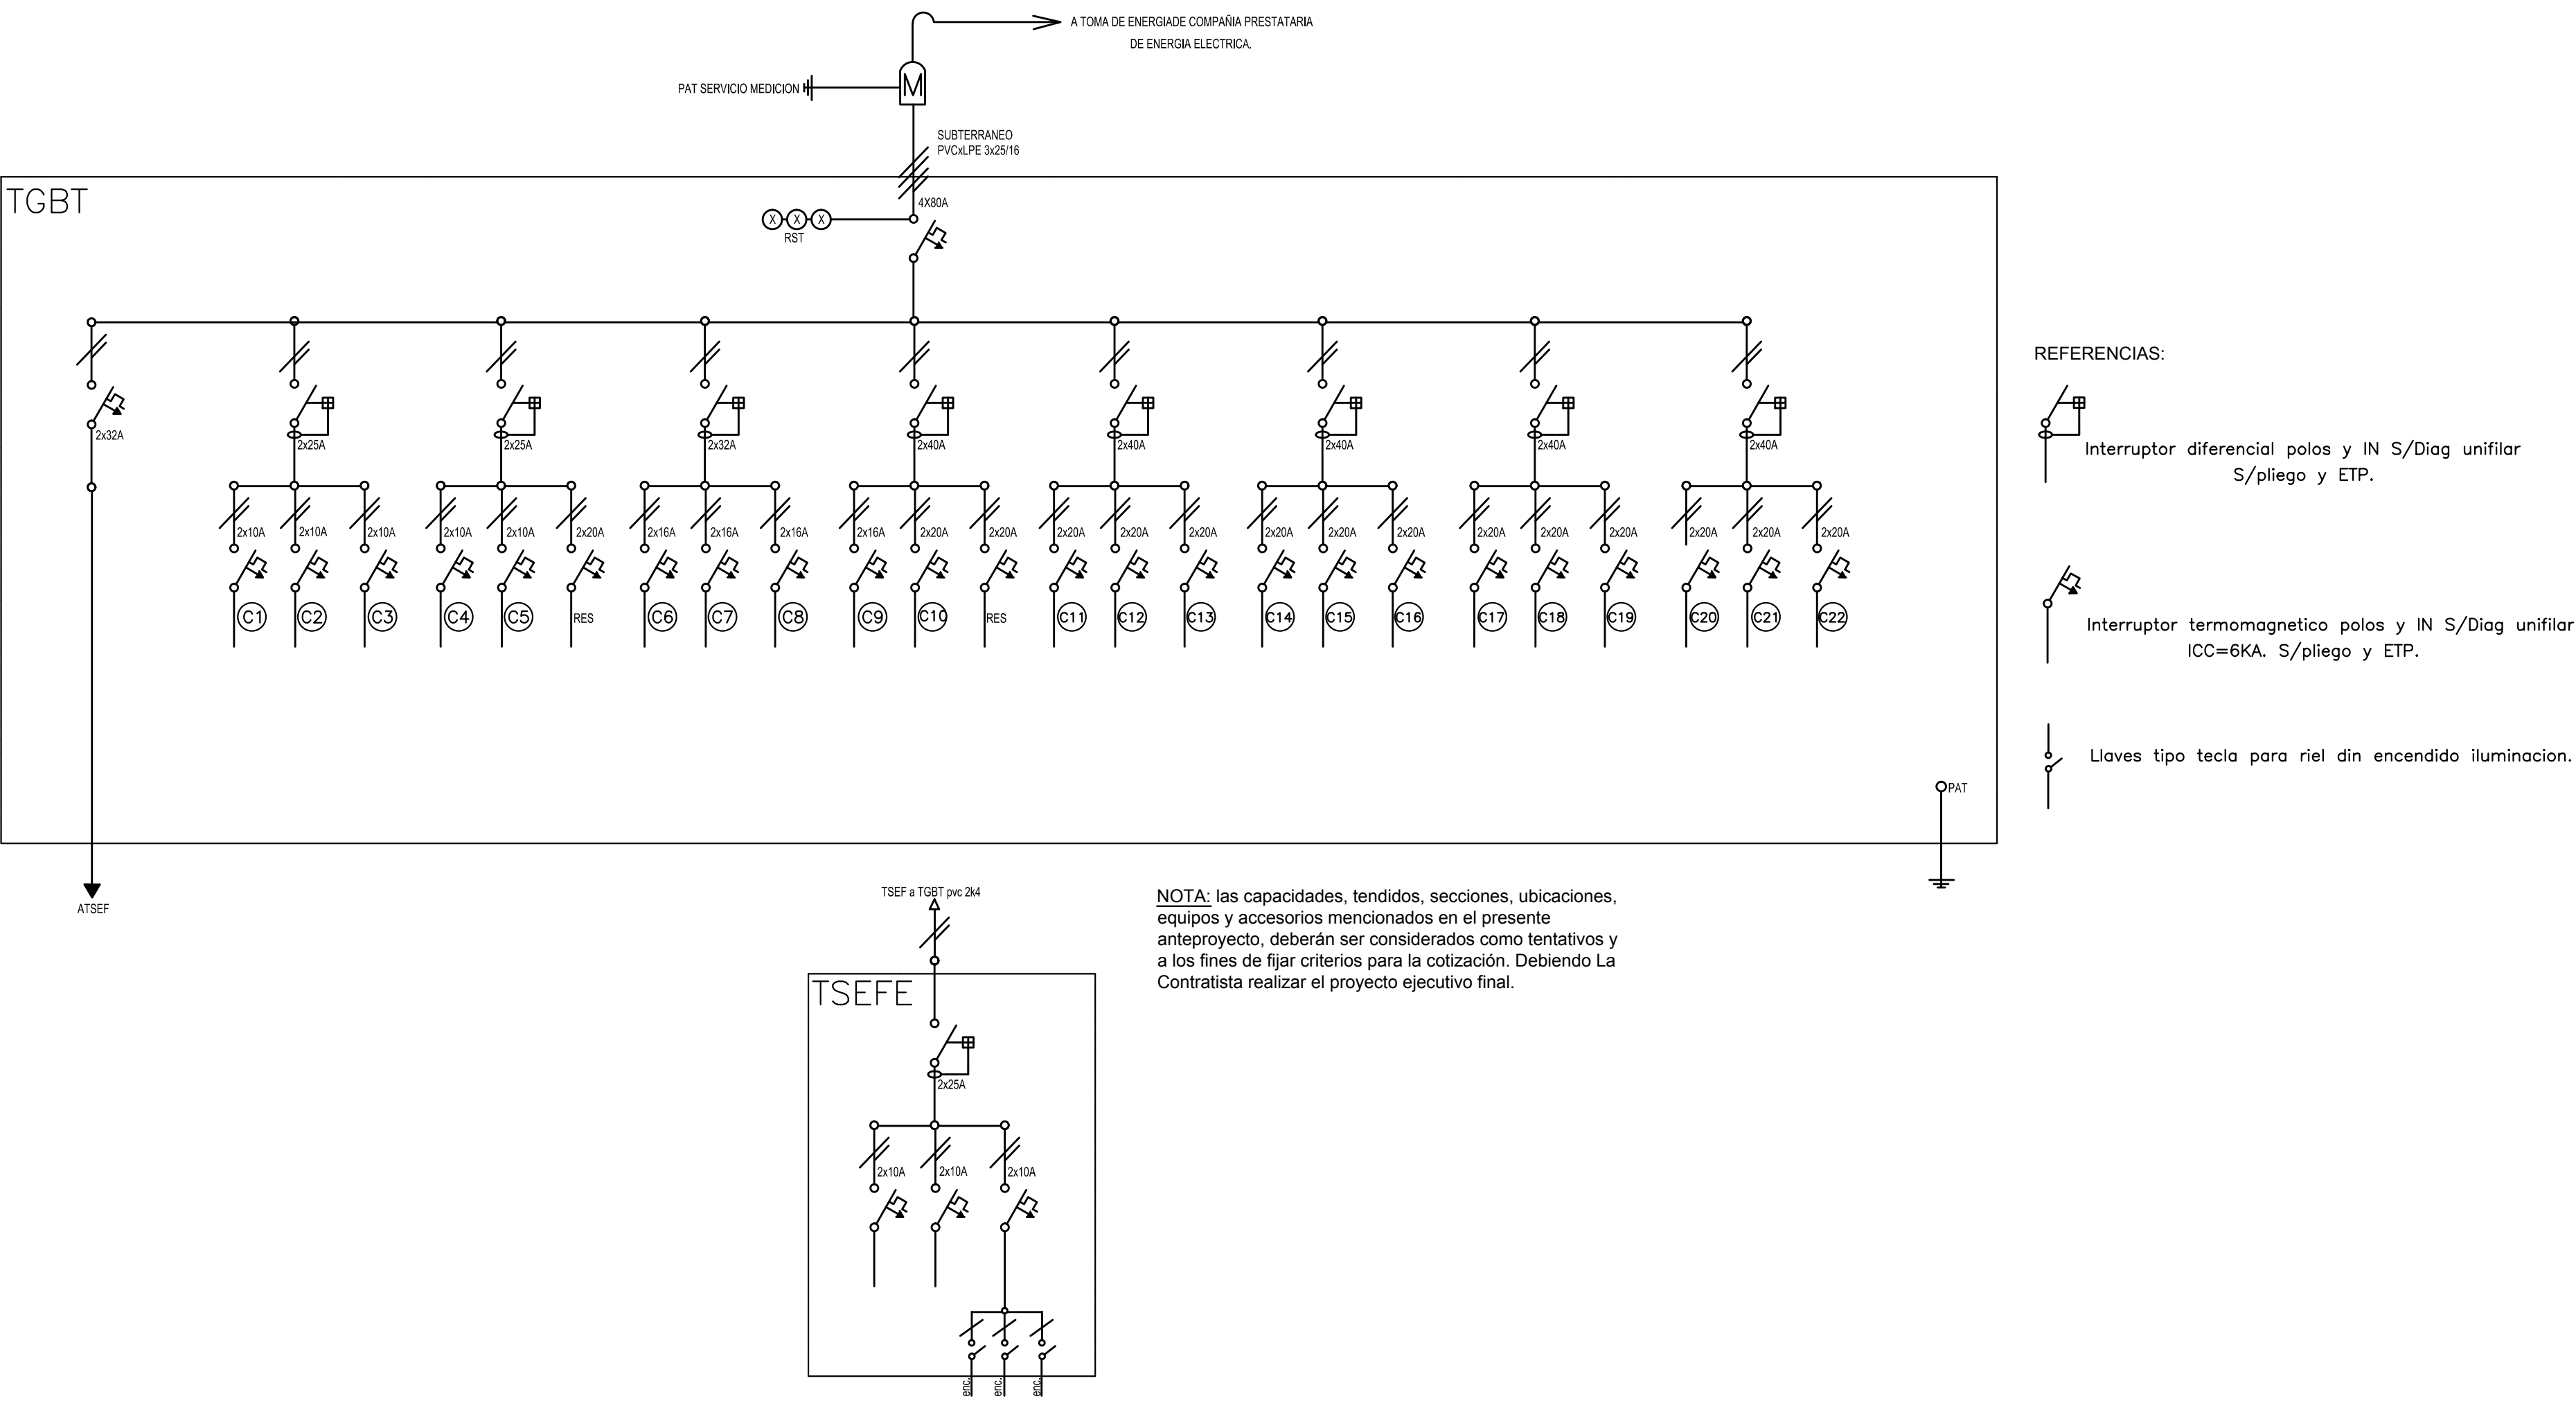 A TOMA DE ENERGIADE COMPAÑIA PRESTATARIA
DE ENERGIA ELECTRICA.
M
PAT SERVICIO MEDICION
SUBTERRANEO
PVCxLPE 3x25/16
TGBT
4X80A
X X X
RST
2x32A
2x25A
2x25A
2x32A
2x40A
2x40A
2x40A
2x40A
2x40A
2x10A 2x10A 2x10A
2x10A 2x10A 2x20A
2x16A 2x16A 2x16A
2x16A 2x20A 2x20A
2x20A 2x20A 2x20A
2x20A 2x20A 2x20A
2x20A 2x20A 2x20A
2x20A 2x20A 2x20A
C1 C2 C3
C4 C5 RES
C6 C7 C8
C9 C10 RES
C11 C12 C13
C14 C15 C16
C17 C18 C19
C20 C21 C22
PAT
ATSEF
REFERENCIAS:
Interruptor diferencial polos y IN S/Diag unifilar
S/pliego y ETP.
Interruptor termomagnetico polos y IN S/Diag unifilar
ICC=6KA. S/pliego y ETP.
Llaves tipo tecla para riel din encendido iluminacion.
TSEF a TGBT pvc 2k4
TSEFE
2x25A
2x10A 2x10A 2x10A
enc. enc. enc.
NOTA: las capacidades, tendidos, secciones, ubicaciones,
equipos y accesorios mencionados en el presente
anteproyecto, deberán ser considerados como tentativos y
a los fines de fijar criterios para la cotización. Debiendo La
Contratista realizar el proyecto ejecutivo final.